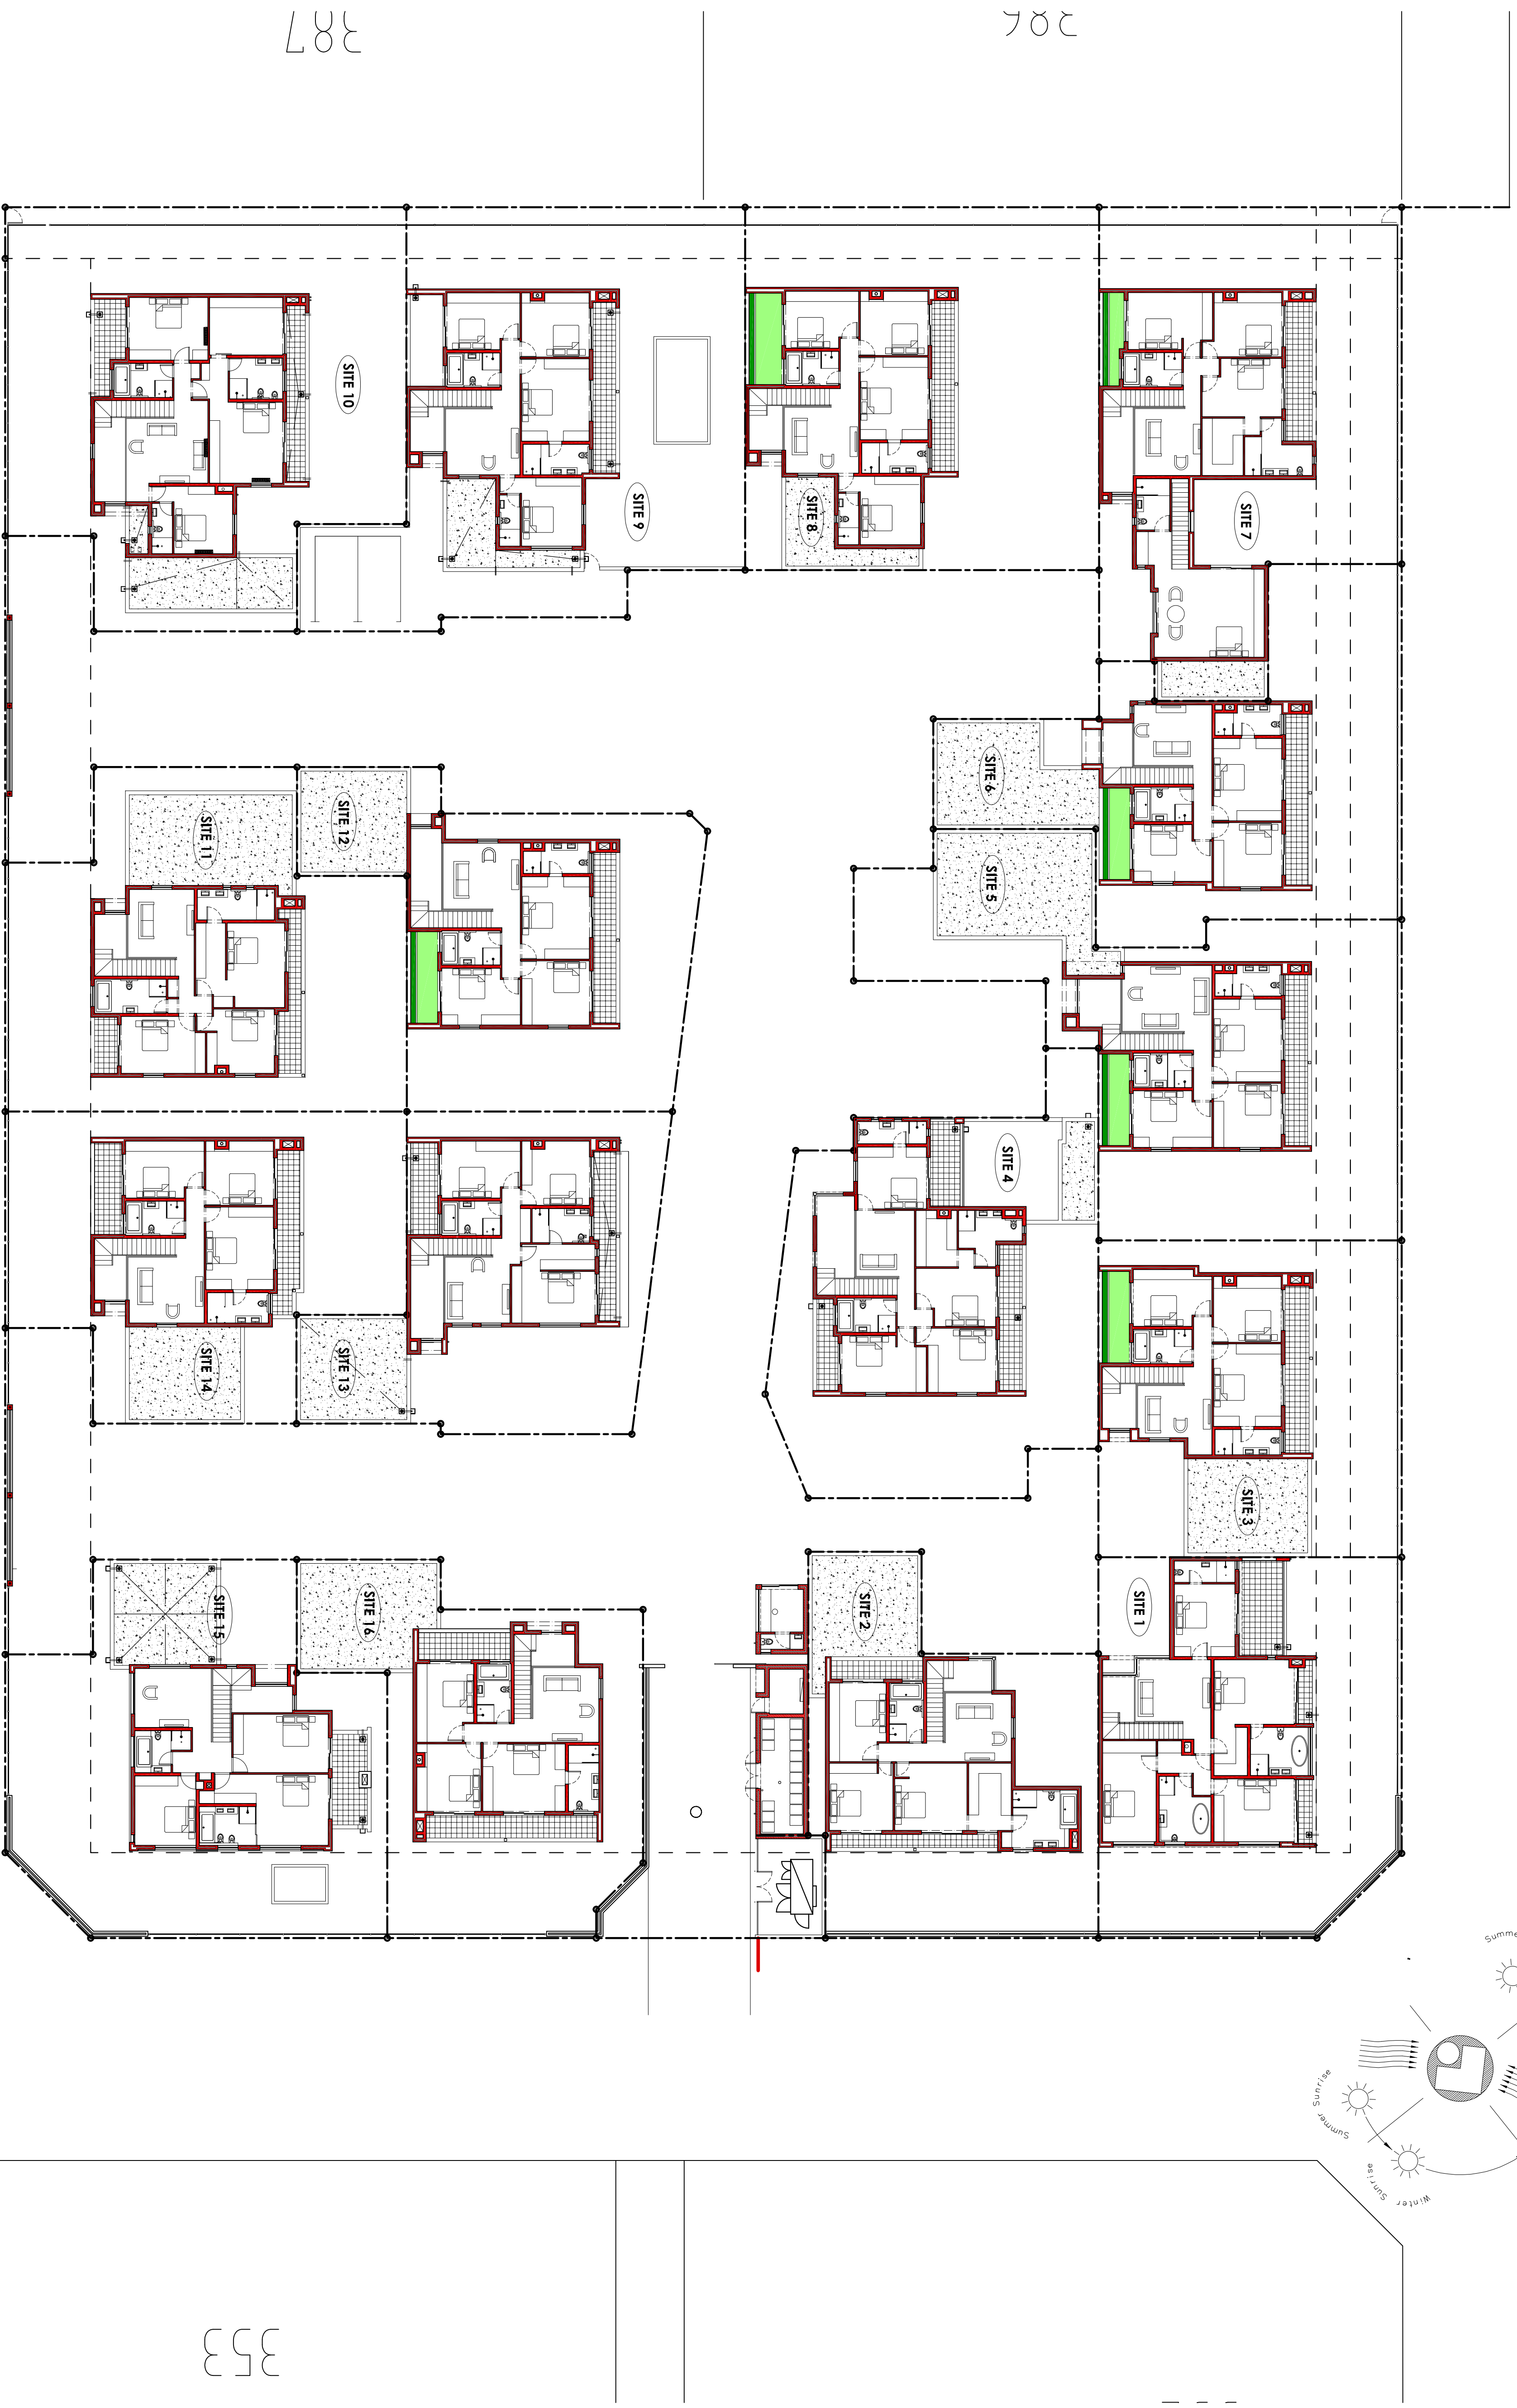 387
386
SITE 10
SITE 9
SITE 8
SITE 7
SITE 6
SITE 5
SITE 12
SITE 11
SITE 4
SITE 14
SITE 13
SITE 3
SITE 15
SITE 16
SITE 2
SITE 1
Summer Sunrise
Winter Sunrise
353